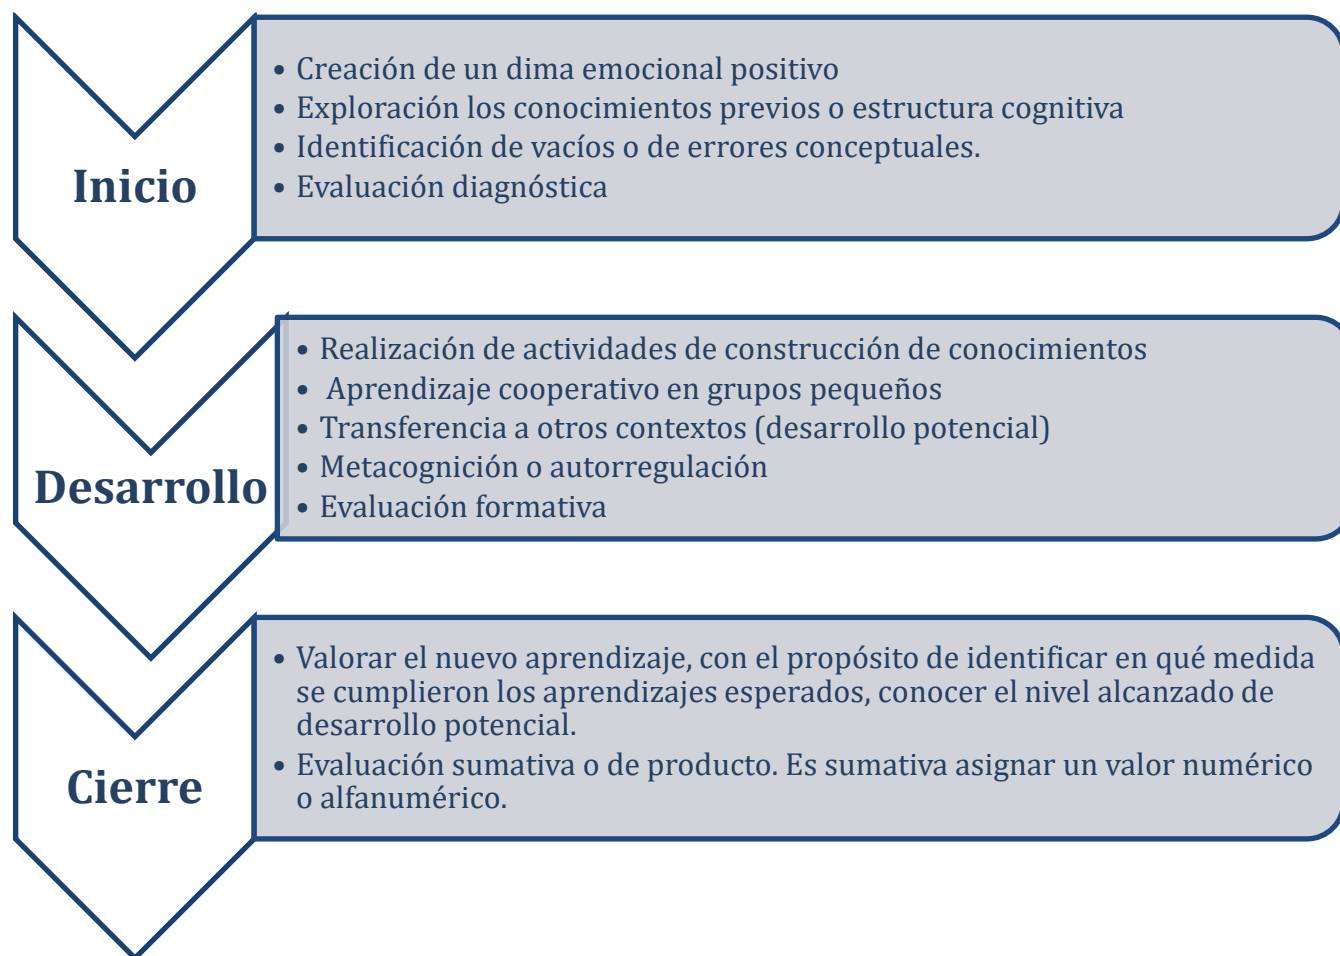 Inicio
• Creación de un dima emocional positivo
• Exploración los conocimientos previos o estructura cognitiva
• Identificación de vacíos o de errores conceptuales.
• Evaluación diagnóstica
Desarrollo
• Realización de actividades de construcción de conocimientos
• Aprendizaje cooperativo en grupos pequeños
• Transferencia a otros contextos (desarrollo potencial)
• Metacognición o autorregulación
• Evaluación formativa
Cierre
• Valorar el nuevo aprendizaje, con el propósito de identificar en qué medida
se cumplieron los aprendizajes esperados, conocer el nivel alcanzado de
desarrollo potencial.
• Evaluación sumativa o de producto. Es sumativa asignar un valor numérico
o alfanumérico.